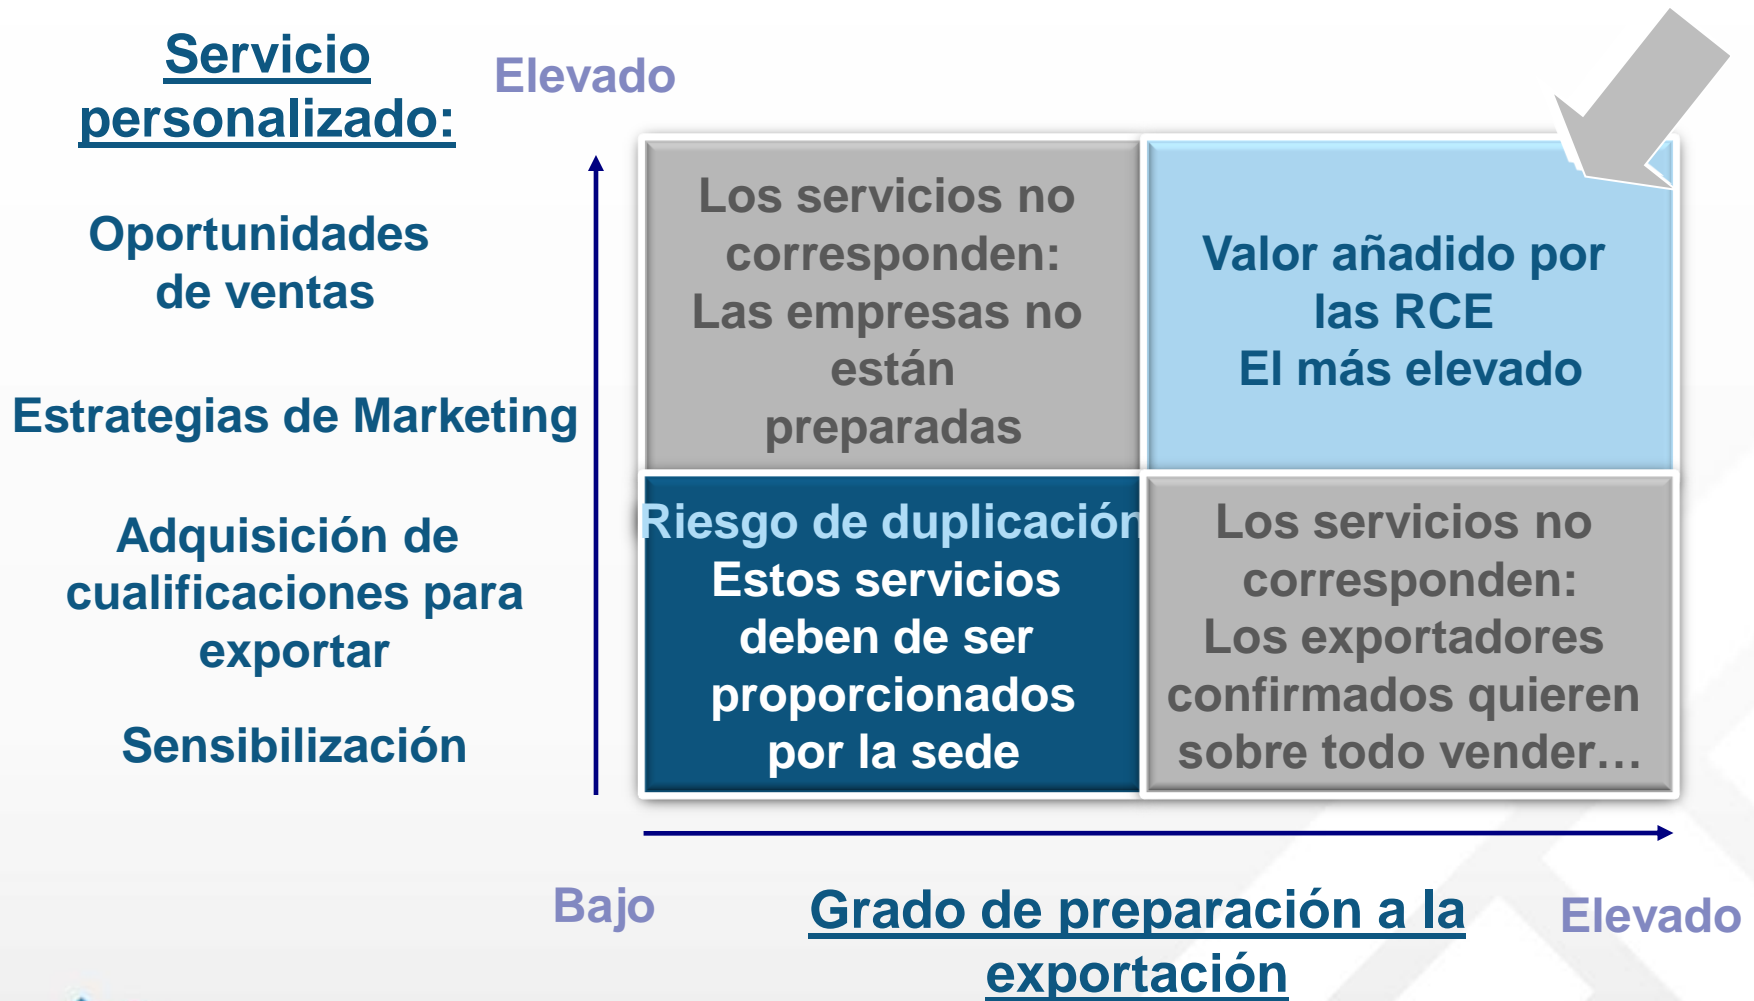 Servicio
personalizado:
Elevado
Oportunidades
de ventas
Estrategias de Marketing
Adquisición de
cualificaciones para
exportar
Sensibilización
Los servicios no
corresponden:
Las empresas no
están
preparadas
Valor añadido por
las RCE
El más elevado
Riesgo de duplicación
Estos servicios
deben de ser
proporcionados
por la sede
Los servicios no
corresponden:
Los exportadores
confirmados quieren
sobre todo vender…
Bajo
Grado de preparación a la
exportación
Elevado